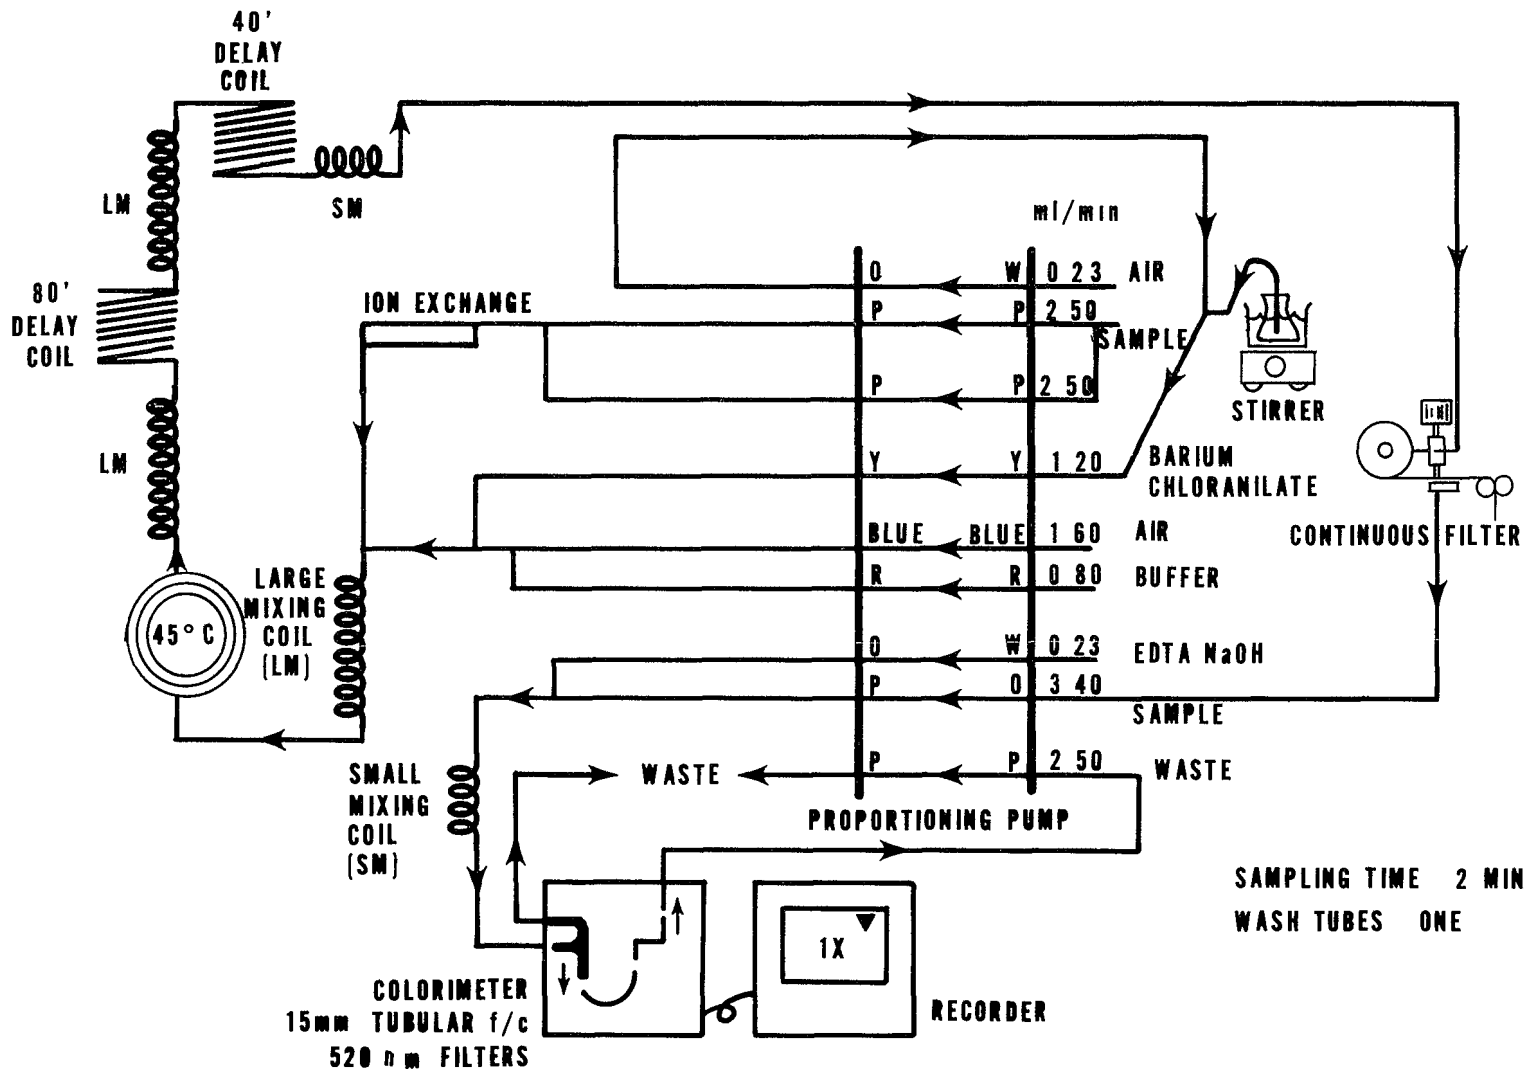 40'
DELAY
COIL
LM
SM
ml/min
O W 0 23 AIR
80'
DELAY
COIL
ION EXCHANGE
P P 2 50
SAMPLE
P P 2 50
STIRRER
LM
Y Y 1 20 BARIUM
CHLORANILATE
CONTINUOUS FILTER
BLUE BLUE 1 60 AIR
R R 0 80 BUFFER
45° C
LARGE
MIXING
COIL
(LM)
O W 0 23 EDTA NaOH
P O 3 40
SAMPLE
SMALL
MIXING
COIL
(SM)
WASTE P P 2 50 WASTE
PROPORTIONING PUMP
SAMPLING TIME 2 MIN
WASH TUBES ONE
1X
COLORIMETER
15mm TUBULAR f/c
520 nm FILTERS
RECORDER